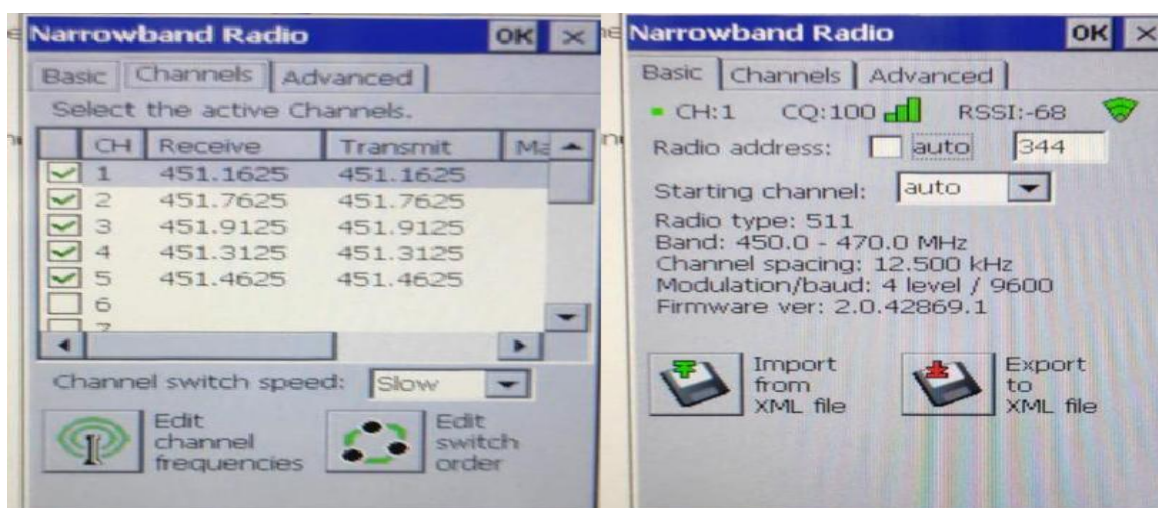 Narrowband Radio OK
Basic Channels Advanced
Select the active Channels.
CH Receive Transmit Ma
1 451.1625 451.1625
2 451.7625 451.7625
3 451.9125 451.9125
4 451.3125 451.3125
5 451.4625 451.4625
6
7
Channel switch speed: Slow
Edit
channel
frequencies
Edit
switch
order
Narrowband Radio OK
Basic Channels Advanced
CH:1 CQ:100 RSSI:-68
Radio address: auto 344
Starting channel: auto
Radio type: 511
Band: 450.0 - 470.0 MHz
Channel spacing: 12.500 kHz
Modulation/baud: 4 level / 9600
Firmware ver: 2.0.42869.1
Import
from
XML file
Export
to
XML file